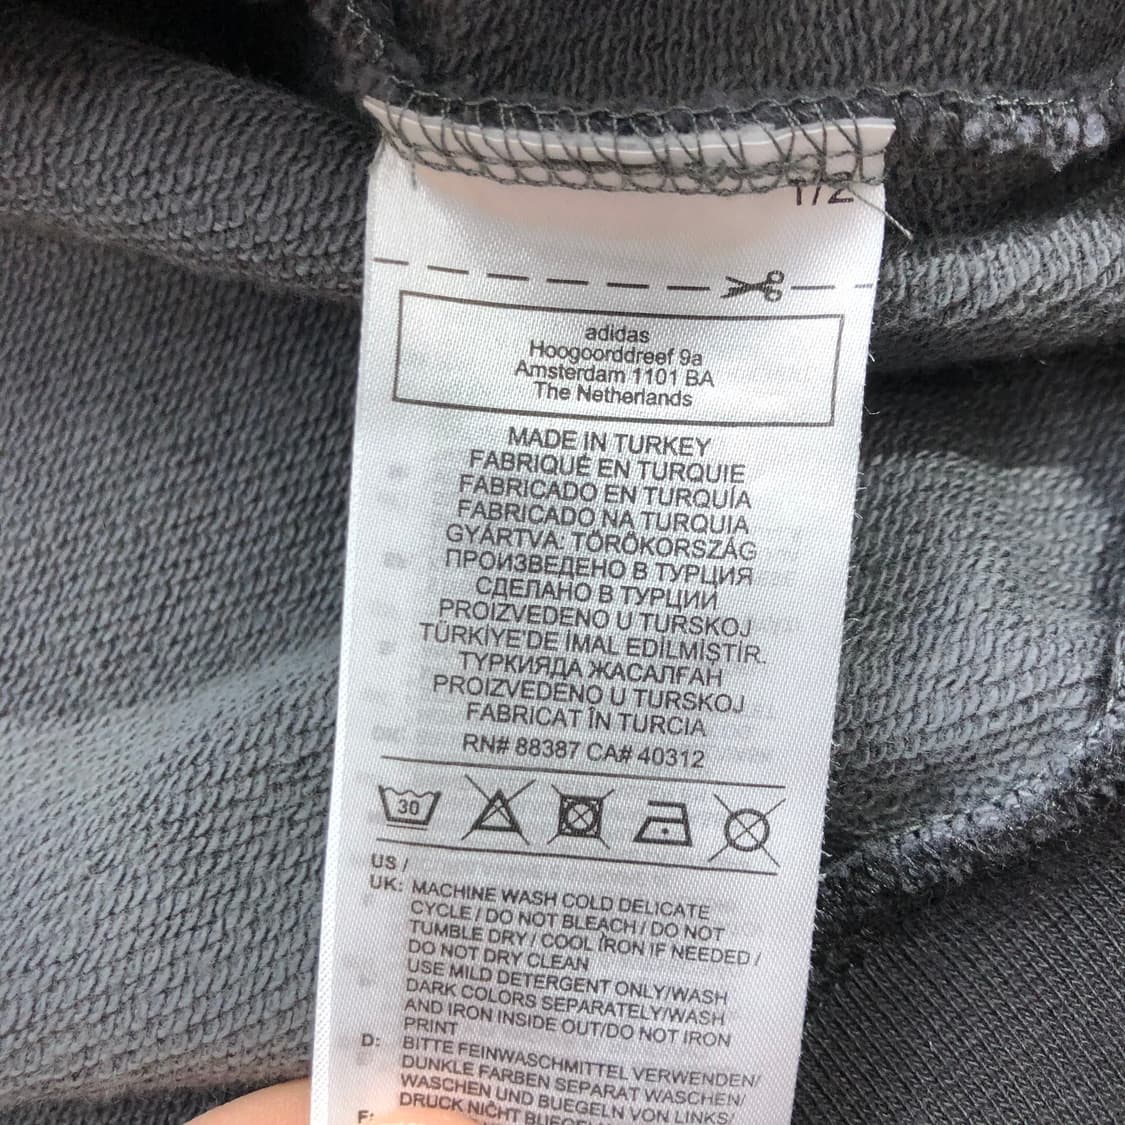 1/2
adidas
Hoogoorddreef 9a
Amsterdam 1101 BA
The Netherlands
MADE IN TURKEY
FABRIQUÉ EN TURQUIE
FABRICADO EN TURQUÍA
FABRICADO NA TURQUIA
GYÁRTVA: TÖRÖKORSZÁG
ПРОИЗВЕДЕНО В ТУРЦИЯ
СДЕЛАНО В ТУРЦИИ
PROIZVEDENO U TURSKOJ
TÜRKİYE'DE İMAL EDİLMİŞTİR.
ТУРКИЯДА ЖАСАЛҒАН
PROIZVEDENO U TURSKOJ
FABRICAT ÎN TURCIA
RN# 88387 CA# 40312
30
US /
UK: MACHINE WASH COLD DELICATE
CYCLE / DO NOT BLEACH / DO NOT
TUMBLE DRY / COOL IRON IF NEEDED /
DO NOT DRY CLEAN
USE MILD DETERGENT ONLY/WASH
DARK COLORS SEPARATELY/WASH
AND IRON INSIDE OUT/DO NOT IRON
PRINT
D: BITTE FEINWASCHMITTEL VERWENDEN/
DUNKLE FARBEN SEPARAT WASCHEN/
WASCHEN UND BUEGELN VON LINKS/
DRUCK NICHT BUEGELN
F: